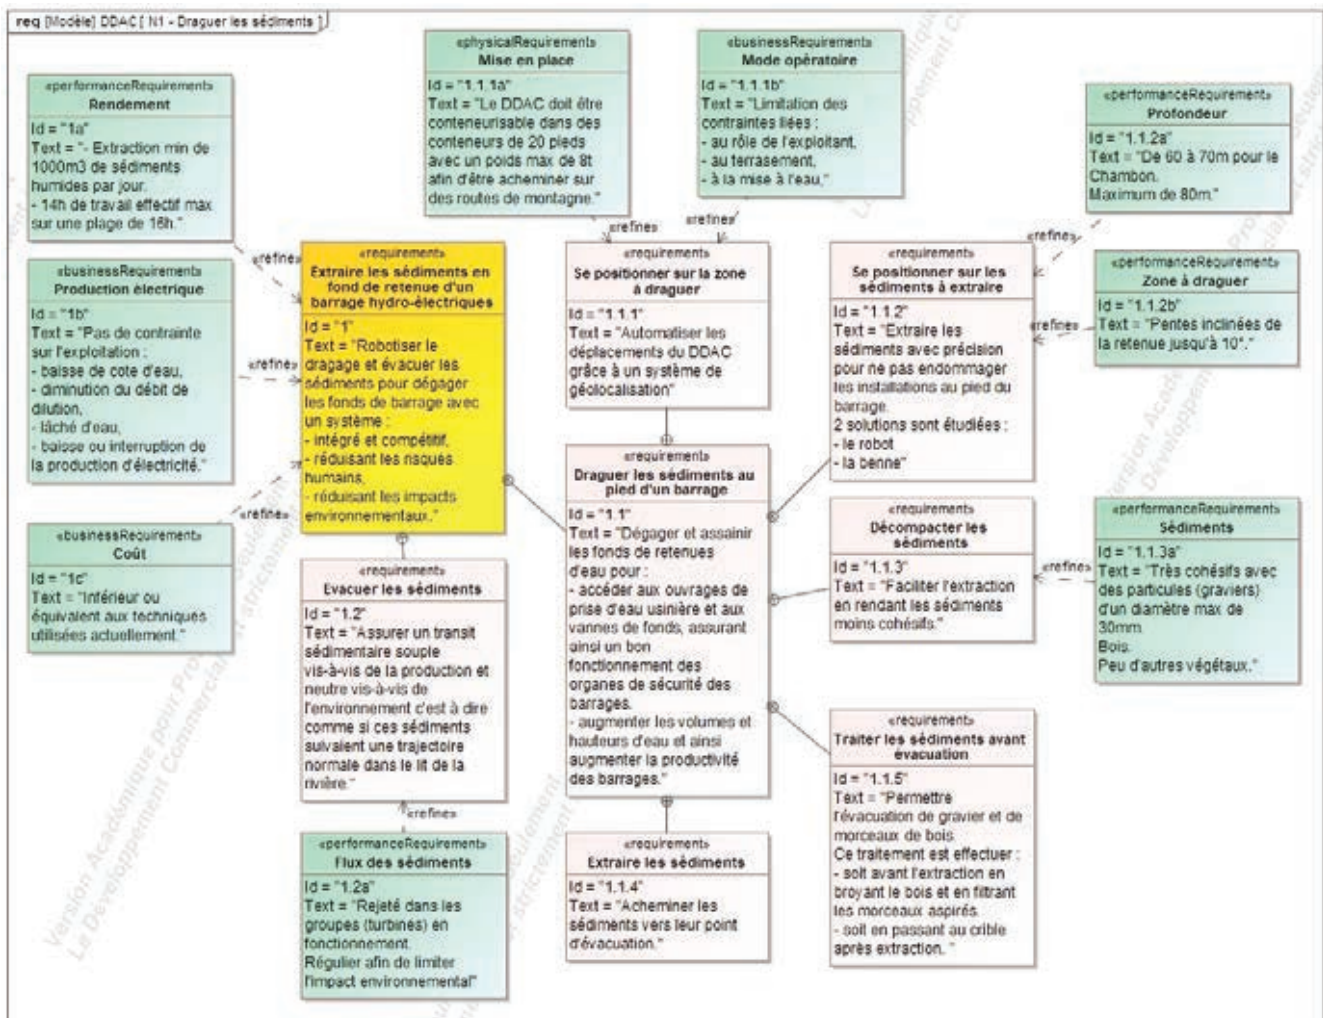 req [Modèle] DDAC [ N1 - Draguer les sédiments ]
«performanceRequirement»
Rendement
Id = "1a"
Text = "- Extraction min de
1000m3 de sédiments
humides par jour.
- 14h de travail effectif max
sur une plage de 16h."
«refine»
«businessRequirement»
Production électrique
Id = "1b"
Text = "Pas de contrainte
sur l'exploitation :
- baisse de cote d'eau,
- diminution du débit de
dilution,
- lâché d'eau,
- baisse ou interruption de
la production d'électricité."
«refine»
«businessRequirement»
Coût
Id = "1c"
Text = "Inférieur ou
équivalent aux techniques
utilisées actuellement."
«refine»
«physicalRequirement»
Mise en place
Id = "1.1.1a"
Text = "Le DDAC doit être
conteneurisable dans des
conteneurs de 20 pieds
avec un poids max de 8t
afin d'être acheminer sur
des routes de montagne."
«refine»
«businessRequirement»
Mode opératoire
Id = "1.1.1b"
Text = "Limitation des
contraintes liées :
- au rôle de l'exploitant,
- au terrasement,
- à la mise à l'eau,"
«refine»
«performanceRequirement»
Profondeur
Id = "1.1.2a"
Text = "De 60 à 70m pour le
Chambon.
Maximum de 80m."
«refine»
«performanceRequirement»
Zone à draguer
Id = "1.1.2b"
Text = "Pentes inclinées de
la retenue jusqu'à 10°."
«refine»
«requirement»
Extraire les sédiments en
fond de retenue d'un
barrage hydro-électriques
Id = "1"
Text = "Robotiser le
dragage et évacuer les
sédiments pour dégager
les fonds de barrage avec
un système :
- intégré et compétitif,
- réduisant les risques
humains,
- réduisant les impacts
environnementaux."
«requirement»
Se positionner sur la zone
à draguer
Id = "1.1.1"
Text = "Automatiser les
déplacements du DDAC
grâce à un système de
géolocalisation"
«requirement»
Se positionner sur les
sédiments à extraire
Id = "1.1.2"
Text = "Extraire les
sédiments avec précision
pour ne pas endommager
les installations au pied du
barrage.
2 solutions sont étudiées :
- le robot
- la benne"
«requirement»
Draguer les sédiments au
pied d'un barrage
Id = "1.1"
Text = "Dégager et assainir
les fonds de retenues
d'eau pour :
- accéder aux ouvrages de
prise d'eau usinière et aux
vannes de fonds, assurant
ainsi un bon
fonctionnement des
organes de sécurité des
barrages.
- augmenter les volumes et
hauteurs d'eau et ainsi
augmenter la productivité
des barrages."
«requirement»
Décompacter les
sédiments
Id = "1.1.3"
Text = "Faciliter l'extraction
en rendant les sédiments
moins cohésifs."
«refine»
«performanceRequirement»
Sédiments
Id = "1.1.3a"
Text = "Très cohésifs avec
des particules (graviers)
d'un diamètre max de
30mm.
Bois.
Peu d'autres végétaux."
«requirement»
Evacuer les sédiments
Id = "1.2"
Text = "Assurer un transit
sédimentaire souple
vis-à-vis de la production et
neutre vis-à-vis de
l'environnement c'est à dire
comme si ces sédiments
suivaient une trajectoire
normale dans le lit de la
rivière."
«refine»
«performanceRequirement»
Flux des sédiments
Id = "1.2a"
Text = "Rejeté dans les
groupes (turbines) en
fonctionnement.
Régulier afin de limiter
l'impact environnemental"
«requirement»
Extraire les sédiments
Id = "1.1.4"
Text = "Acheminer les
sédiments vers leur point
d'évacuation."
«requirement»
Traiter les sédiments avant
évacuation
Id = "1.1.5"
Text = "Permettre
l'évacuation de gravier et de
morceaux de bois.
Ce traitement est effectuer :
- soit avant l'extraction en
broyant le bois et en filtrant
les morceaux aspirés.
- soit en passant au crible
après extraction. "
Version Académique pour
Le Développement Commercial